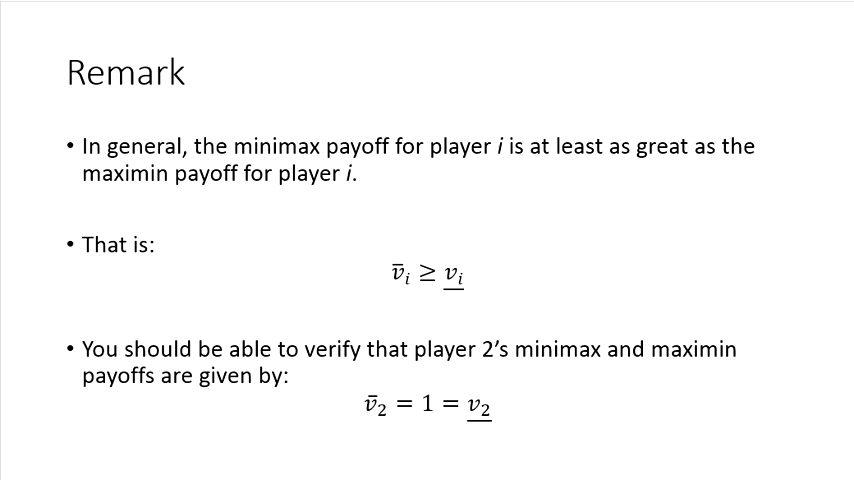 Remark
• In general, the minimax payoff for player i is at least as great as the
maximin payoff for player i.
• That is:
v̅ᵢ ≥ v̲ᵢ
• You should be able to verify that player 2’s minimax and maximin
payoffs are given by:
v̅₂ = 1 = v̲₂